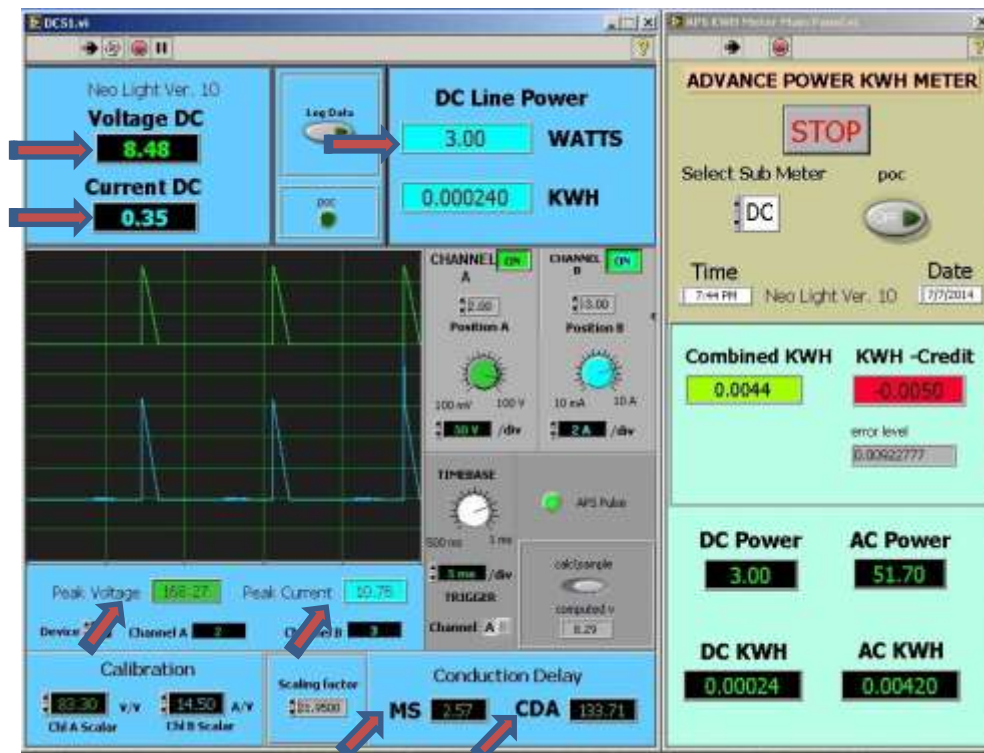 DCS1.vi
Neo Light Ver. 10
Voltage DC
8.48
Current DC
0.35
Log Data
poc
DC Line Power
3.00 WATTS
0.000240 KWH
CHANNEL A ON
2.00
Position A
100 mV 100 V
/div
CHANNEL B ON
Position B
10 mA 10 A
2 A /div
TIMEBASE
500 ms 1 ms
5 ms /div
TRIGGER
Channel A
APS Pulse
calc/sample
computed v
8.29
Peak Voltage 168.27 Peak Current 10.76
Device Channel A 2 Channel B 3
Calibration
83.30 v/v 14.50 A/v
Chl A Scalar Chl B Scalar
Scaling factor
Conduction Delay
MS 2.57 CDA 133.71
APS KWH Meter Main Panel.vi
ADVANCE POWER KWH METER
STOP
Select Sub Meter poc
DC
Time Date
7:44 PM Neo Light Ver. 10 7/7/2014
Combined KWH KWH -Credit
0.0044 -0.0050
error level
0.00922777
DC Power AC Power
3.00 51.70
DC KWH AC KWH
0.00024 0.00420